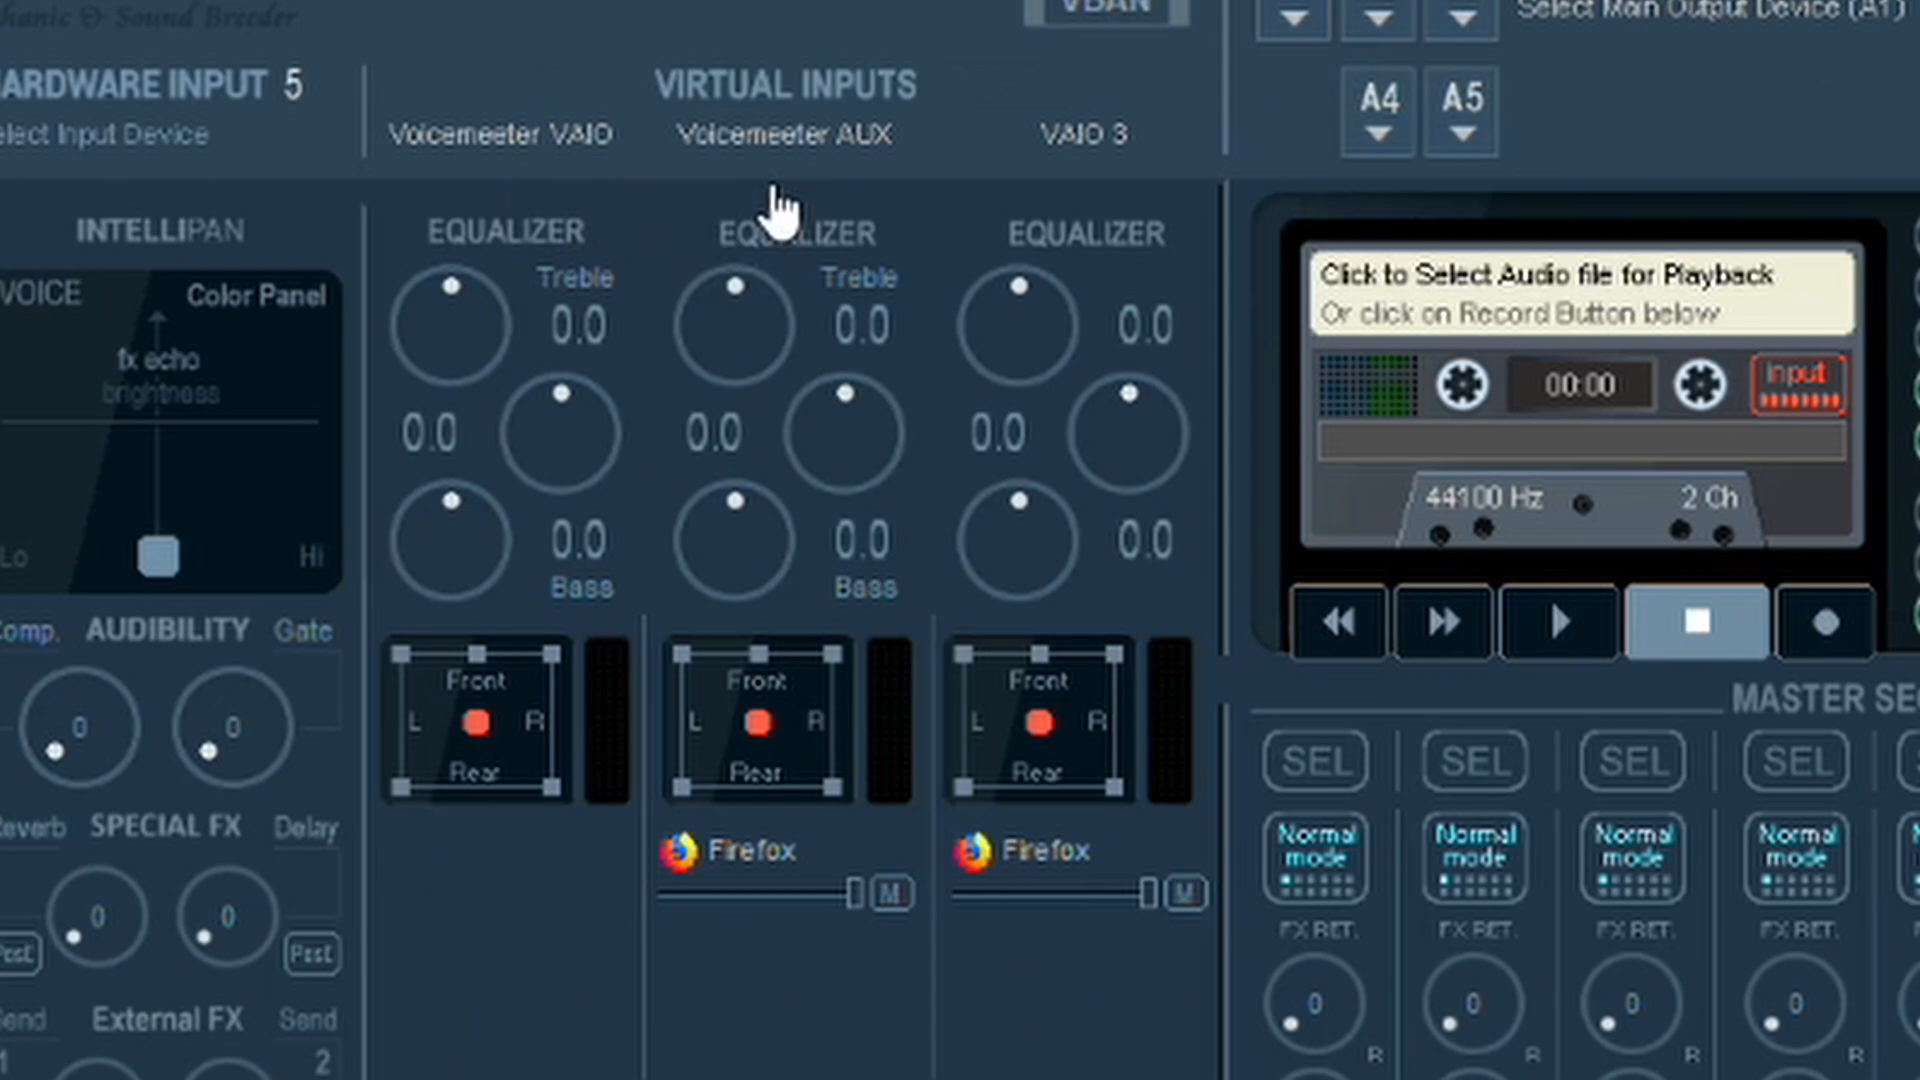 hanic & Sound Breeder
VBAN
Select Main Output Device (A1)
ARDWARE INPUT 5
VIRTUAL INPUTS
A4 A5
elect Input Device
Voicemeeter VAIO
Voicemeeter AUX
VAIO 3
INTELLIPAN
EQUALIZER
EQUALIZER
EQUALIZER
VOICE
Color Panel
fx echo
brightness
Lo
Hi
Treble
0.0
0.0
0.0
Bass
Treble
0.0
0.0
0.0
Bass
0.0
0.0
0.0
Click to Select Audio file for Playback
Or click on Record Button below
00:00
input
44100 Hz
2 Ch
Comp. AUDIBILITY Gate
0 0
Front
L R
Rear
Front
L R
Rear
Front
L R
Rear
Reverb SPECIAL FX Delay
0 0
Post Post
Firefox
M
Firefox
M
Send External FX Send
1 2
MASTER SE
SEL SEL SEL SEL
Normal mode
Normal mode
Normal mode
Normal mode
FX RET. FX RET. FX RET. FX RET.
0 0 0 0
R R R R